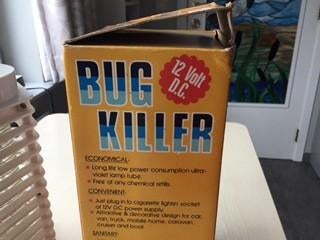 12 Volt
D.C.
BUG
KILLER
ECONOMICAL:
★ Long life low power consumption ultra-
violet lamp tube.
★ Free of any chemical refills.
CONVENIENT:
★ Just plug in to cigarette lighter socket
of 12V DC power supply.
★ Attractive & decorative design for car,
van, truck, mobile home, caravan,
cruiser and boat.
SANITARY: